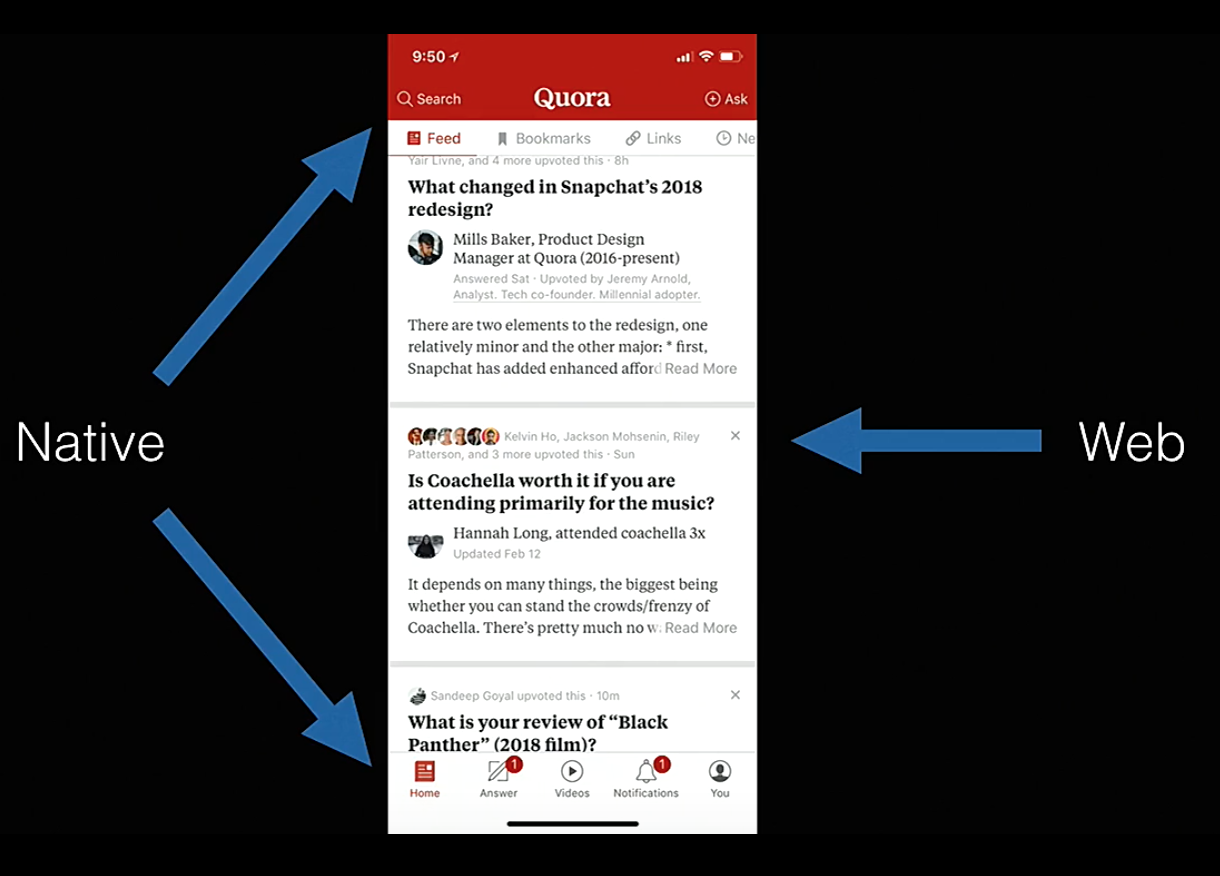 9:50
Search
Quora
Ask
Feed
Bookmarks
Links
Ne
Yair Livne, and 4 more upvoted this · 8h
What changed in Snapchat's 2018
redesign?
Mills Baker, Product Design
Manager at Quora (2016-present)
Answered Sat · Upvoted by Jeremy Arnold,
Analyst. Tech co-founder. Millennial adopter.
There are two elements to the redesign, one
relatively minor and the other major: * first,
Snapchat has added enhanced afford Read More
Native
Web
Kelvin Ho, Jackson Mohsenin, Riley
Patterson, and 3 more upvoted this · Sun
Is Coachella worth it if you are
attending primarily for the music?
Hannah Long, attended coachella 3x
Updated Feb 12
It depends on many things, the biggest being
whether you can stand the crowds/frenzy of
Coachella. There's pretty much no w Read More
Sandeep Goyal upvoted this · 10m
What is your review of “Black
Panther” (2018 film)?
1
1
Home
Answer
Videos
Notifications
You